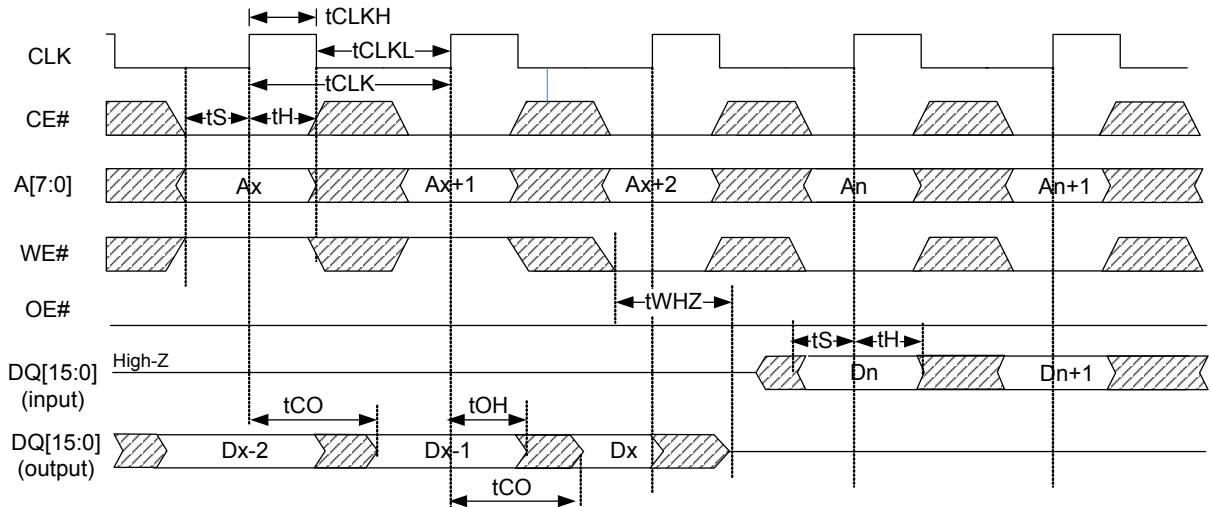 tCLKH
CLK
tCLKL
tCLK
CE#
tS
tH
A[7:0]
Ax
Ax+1
Ax+2
An
An+1
WE#
OE#
tWHZ
tS
tH
High-Z
DQ[15:0]
(input)
Dn
Dn+1
tCO
tOH
DQ[15:0]
(output)
Dx-2
Dx-1
Dx
tCO